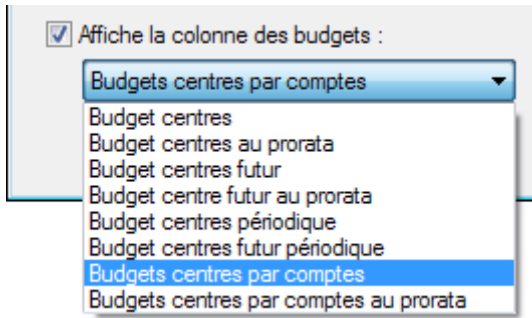 Affiche la colonne des budgets :
Budgets centres par comptes
Budget centres
Budget centres au prorata
Budget centres futur
Budget centre futur au prorata
Budget centres périodique
Budget centres futur périodique
Budgets centres par comptes
Budgets centres par comptes au prorata